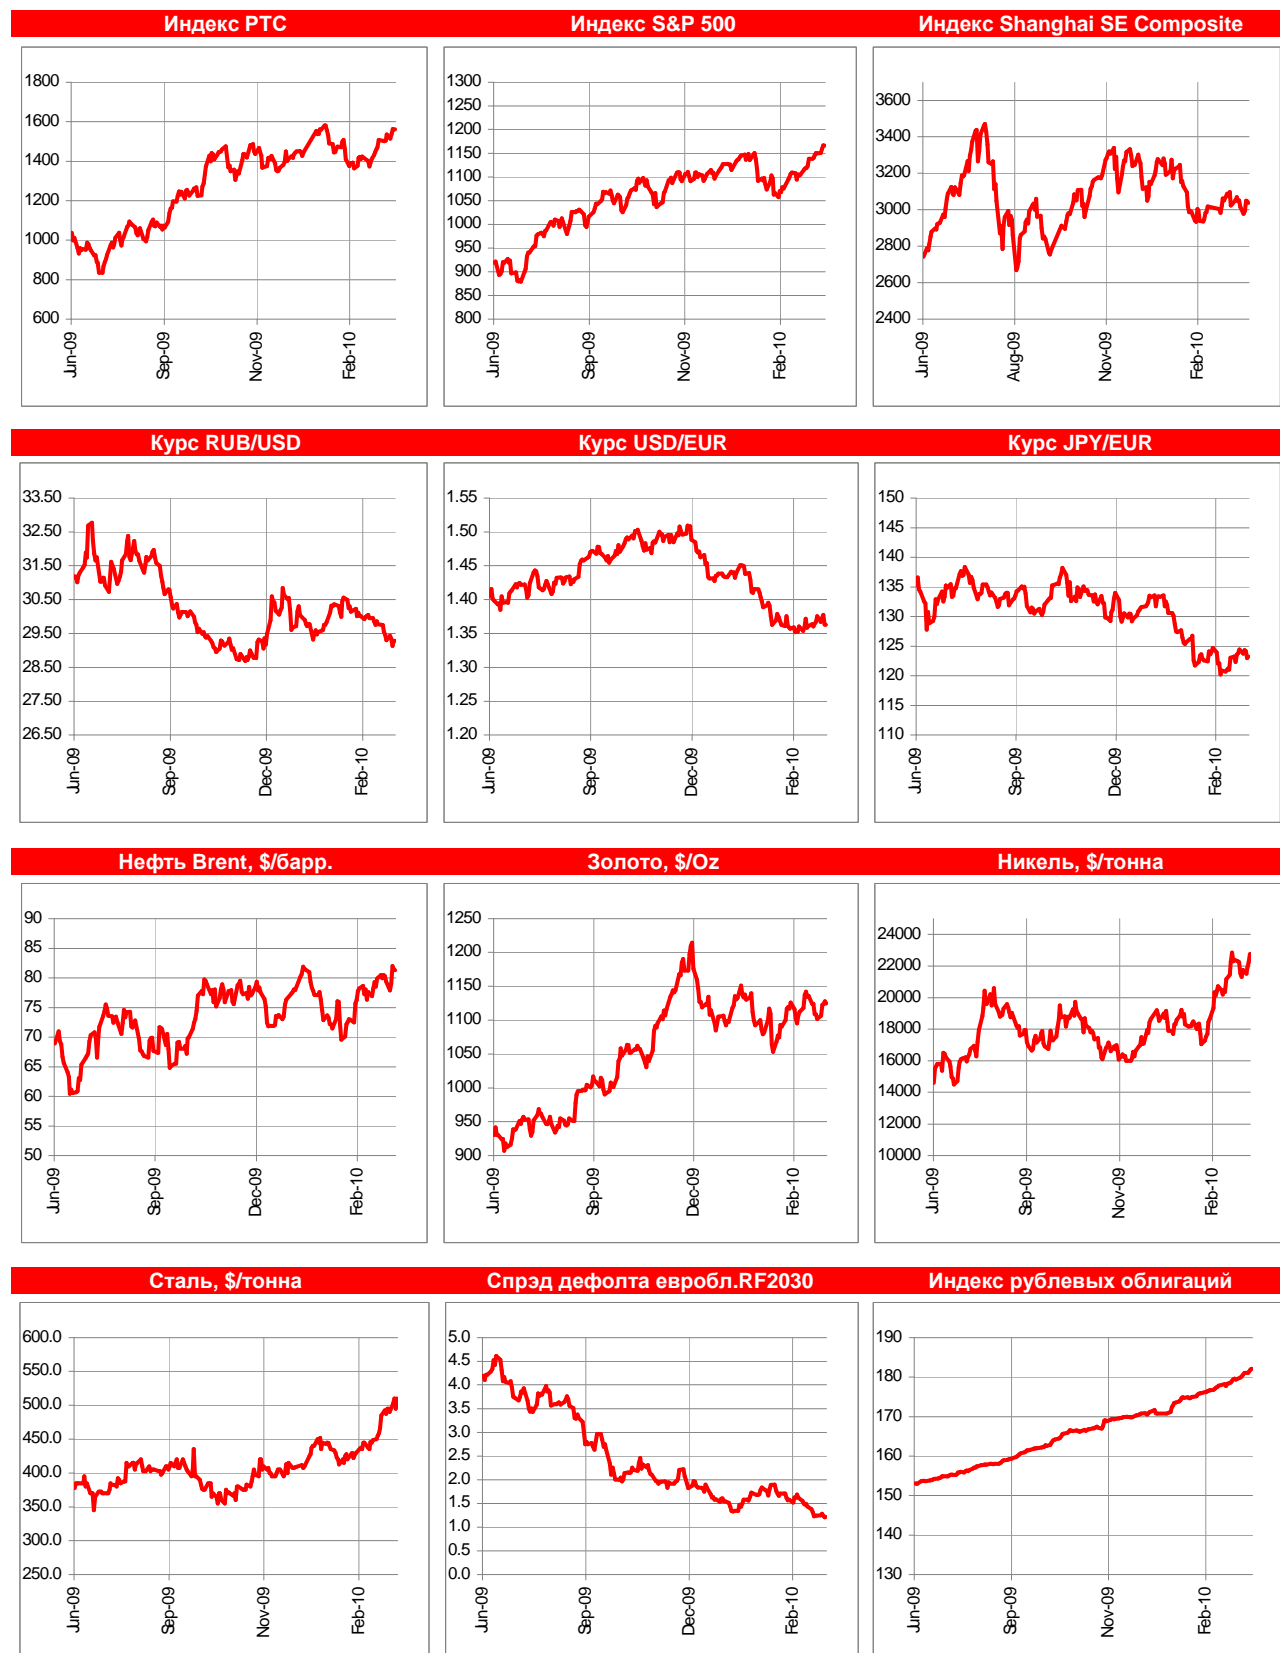 Индекс РТС
1800
1600
1400
1200
1000
800
600
Jun-09
Sep-09
Nov-09
Feb-10
Индекс S&P 500
1300
1250
1200
1150
1100
1050
1000
950
900
850
800
Jun-09
Sep-09
Nov-09
Feb-10
Индекс Shanghai SE Composite
3600
3400
3200
3000
2800
2600
2400
Jun-09
Aug-09
Nov-09
Feb-10
Курс RUB/USD
33.50
32.50
31.50
30.50
29.50
28.50
27.50
26.50
Jun-09
Sep-09
Dec-09
Feb-10
Курс USD/EUR
1.55
1.50
1.45
1.40
1.35
1.30
1.25
1.20
Jun-09
Sep-09
Dec-09
Feb-10
Курс JPY/EUR
150
145
140
135
130
125
120
115
110
Jun-09
Sep-09
Dec-09
Feb-10
Нефть Brent, $/барр.
90
85
80
75
70
65
60
55
50
Jun-09
Sep-09
Dec-09
Feb-10
Золото, $/Oz
1250
1200
1150
1100
1050
1000
950
900
Jun-09
Sep-09
Dec-09
Feb-10
Никель, $/тонна
24000
22000
20000
18000
16000
14000
12000
10000
Jun-09
Sep-09
Nov-09
Feb-10
Сталь, $/тонна
600.0
550.0
500.0
450.0
400.0
350.0
300.0
250.0
Jun-09
Sep-09
Nov-09
Feb-10
Спрэд дефолта евробл.RF2030
5.0
4.5
4.0
3.5
3.0
2.5
2.0
1.5
1.0
0.5
0.0
Jun-09
Sep-09
Dec-09
Feb-10
Индекс рублевых облигаций
190
180
170
160
150
140
130
Jun-09
Sep-09
Nov-09
Feb-10